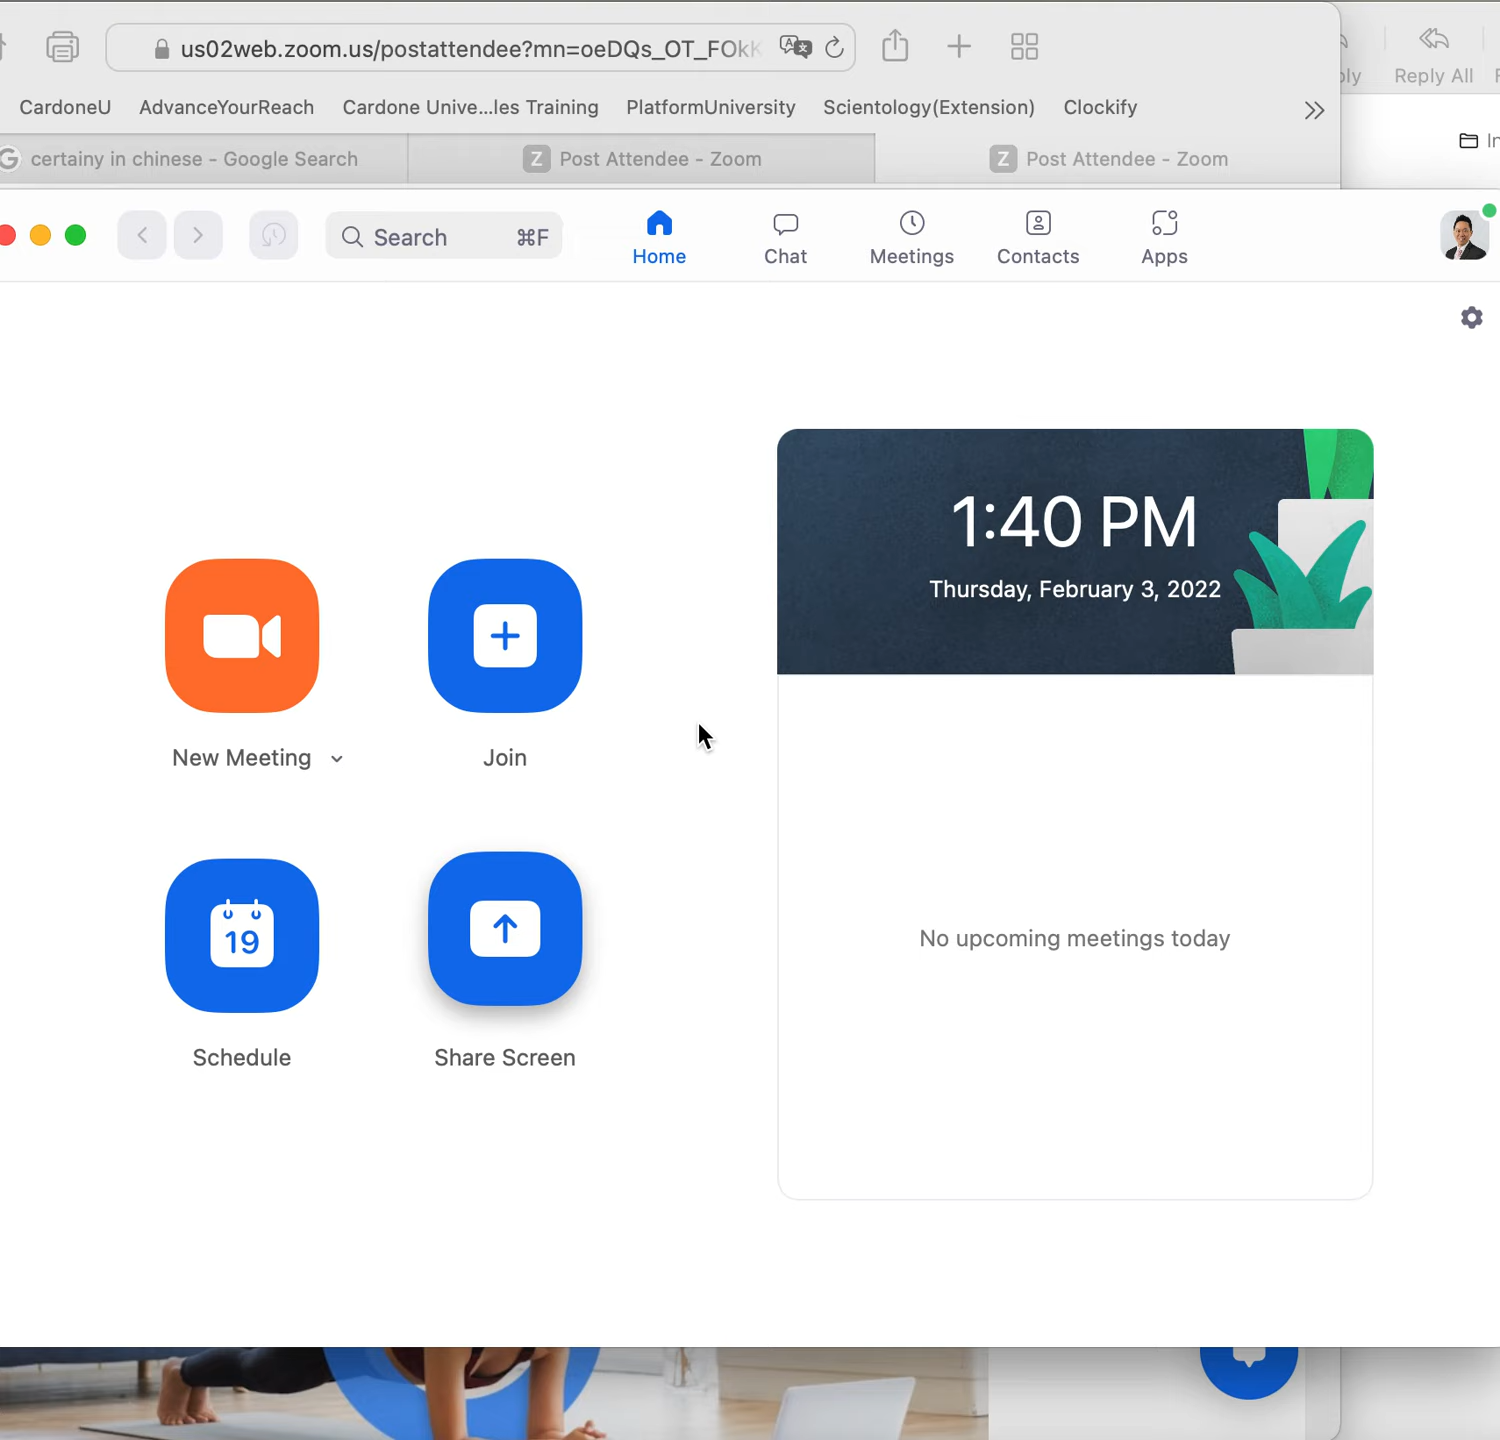 us02web.zoom.us/postattendee?mn=oeDQs_OT_FOkK
Reply All
CardoneU AdvanceYourReach Cardone Unive...les Training PlatformUniversity Scientology(Extension) Clockify
certainy in chinese - Google Search Z Post Attendee - Zoom Z Post Attendee - Zoom
Search ⌘F
Home Chat Meetings Contacts Apps
1:40 PM
Thursday, February 3, 2022
New Meeting Join
19
Schedule Share Screen
No upcoming meetings today